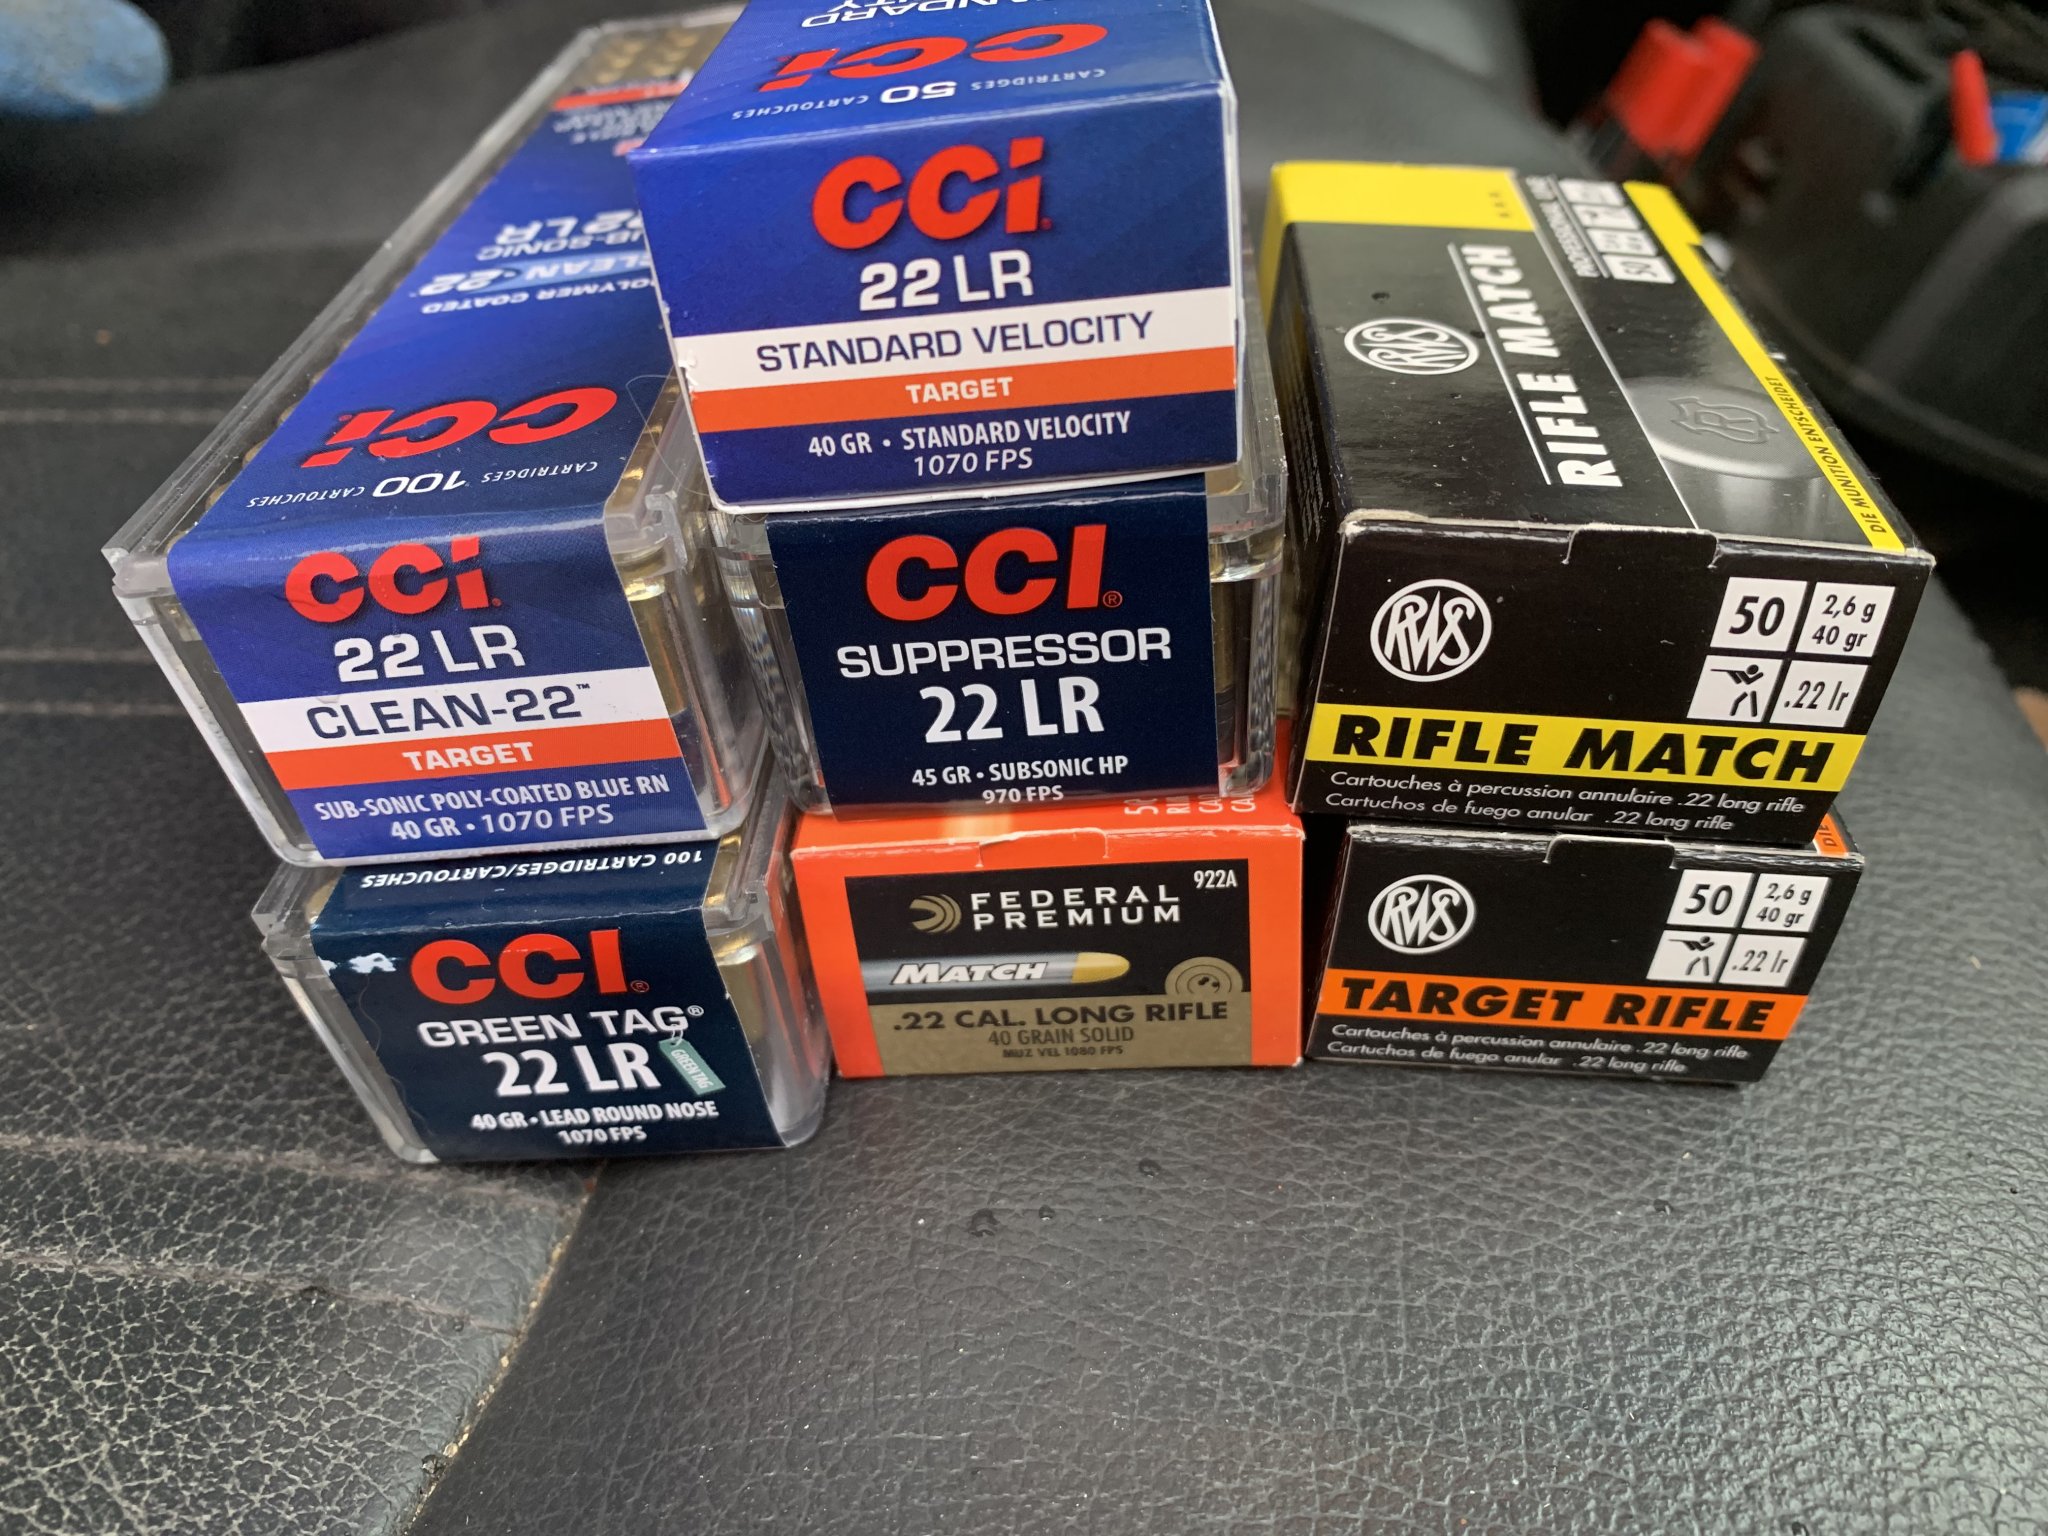 STANDARD
CCI
50 CARTRIDGES CARTOUCHES
CCI
22 LR
STANDARD VELOCITY
TARGET
40 GR • STANDARD VELOCITY
1070 FPS
22 LR
SUB-SONIC
CLEAN-22
POLYMER COATED
CCI
100 CARTRIDGES CARTOUCHES
CCI
22 LR
CLEAN-22™
TARGET
SUB-SONIC POLY-COATED BLUE RN
40 GR • 1070 FPS
CCI®
SUPPRESSOR
22 LR
45 GR • SUBSONIC HP
970 FPS
100 CARTRIDGES/CARTOUCHES
CCI®
GREEN TAG®
22 LR
GREEN TAG
40 GR • LEAD ROUND NOSE
1070 FPS
922A
FEDERAL
PREMIUM
MATCH
.22 CAL. LONG RIFLE
40 GRAIN SOLID
MUZ VEL 1080 FPS
RWS
RIFLE MATCH
PROFESSIONAL LINE
DIE MUNITION ENTSCHEIDET
RWS
50
2,6 g
40 gr
.22 lr
RIFLE MATCH
Cartouches à percussion annulaire .22 long rifle
Cartuchos de fuego anular .22 long rifle
DIE
RWS
50
2,6 g
40 gr
.22 lr
TARGET RIFLE
Cartouches à percussion annulaire .22 long rifle
Cartuchos de fuego anular .22 long rifle